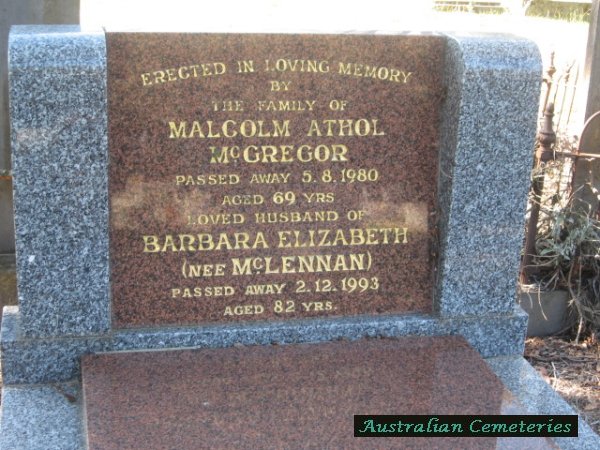 ERECTED IN LOVING MEMORY
BY
THE FAMILY OF
MALCOLM ATHOL
McGREGOR
PASSED AWAY 5.8.1980
AGED 69 YRS
LOVED HUSBAND OF
BARBARA ELIZABETH
(NEE McLENNAN)
PASSED AWAY 2.12.1993
AGED 82 YRS.
Australian Cemeteries